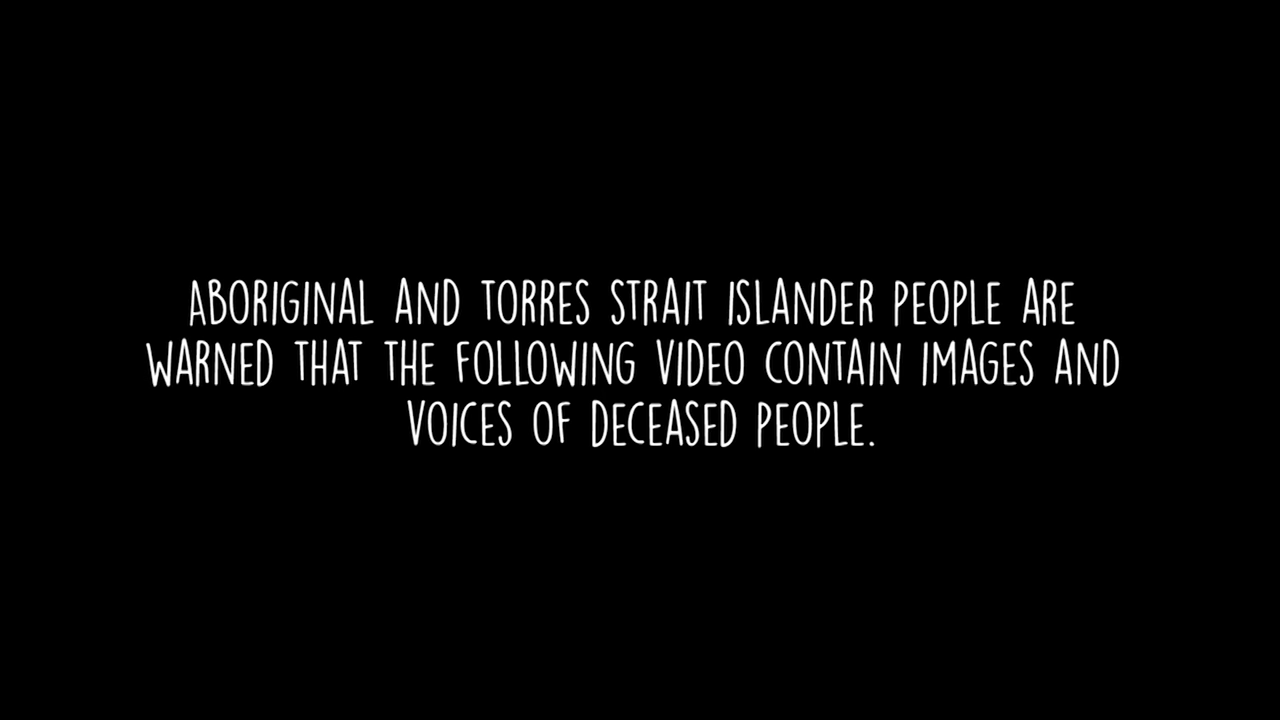 ABORIGINAL AND TORRES STRAIT ISLANDER PEOPLE ARE
WARNED THAT THE FOLLOWING VIDEO CONTAIN IMAGES AND
VOICES OF DECEASED PEOPLE.